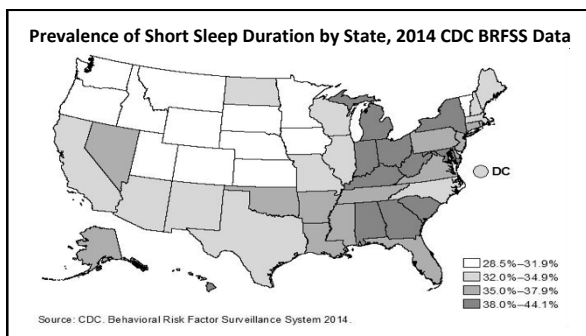 Prevalence of Short Sleep Duration by State, 2014 CDC BRFSS Data
DC
28.5%–31.9%
32.0%–34.9%
35.0%–37.9%
38.0%–44.1%
Source: CDC. Behavioral Risk Factor Surveillance System 2014.